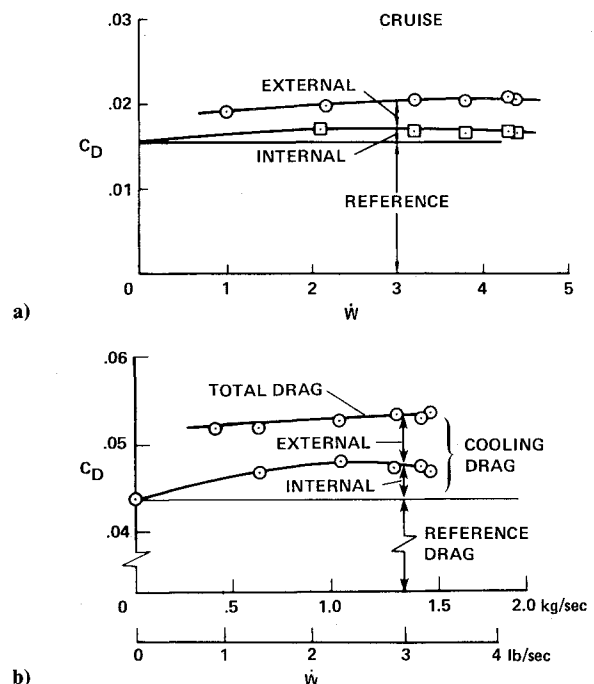 CRUISE
.03
EXTERNAL
.02
INTERNAL
C_D
.01
REFERENCE
0
1
2
3
4
5
a)
Ẇ
.06
TOTAL DRAG
EXTERNAL
COOLING
DRAG
.05
C_D
INTERNAL
.04
REFERENCE
DRAG
0
.5
1.0
1.5
2.0 kg/sec
0
1
2
3
4 lb/sec
b)
Ẇ